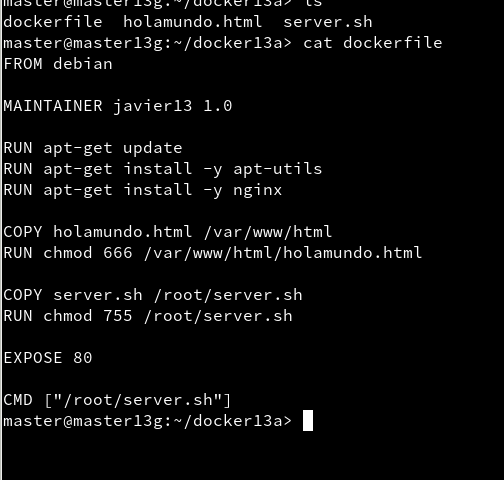 master@master13g:~/docker13a> ls
dockerfile  holamundo.html  server.sh
master@master13g:~/docker13a> cat dockerfile
FROM debian

MAINTAINER javier13 1.0

RUN apt-get update
RUN apt-get install -y apt-utils
RUN apt-get install -y nginx

COPY holamundo.html /var/www/html
RUN chmod 666 /var/www/html/holamundo.html

COPY server.sh /root/server.sh
RUN chmod 755 /root/server.sh

EXPOSE 80

CMD ["/root/server.sh"]
master@master13g:~/docker13a>